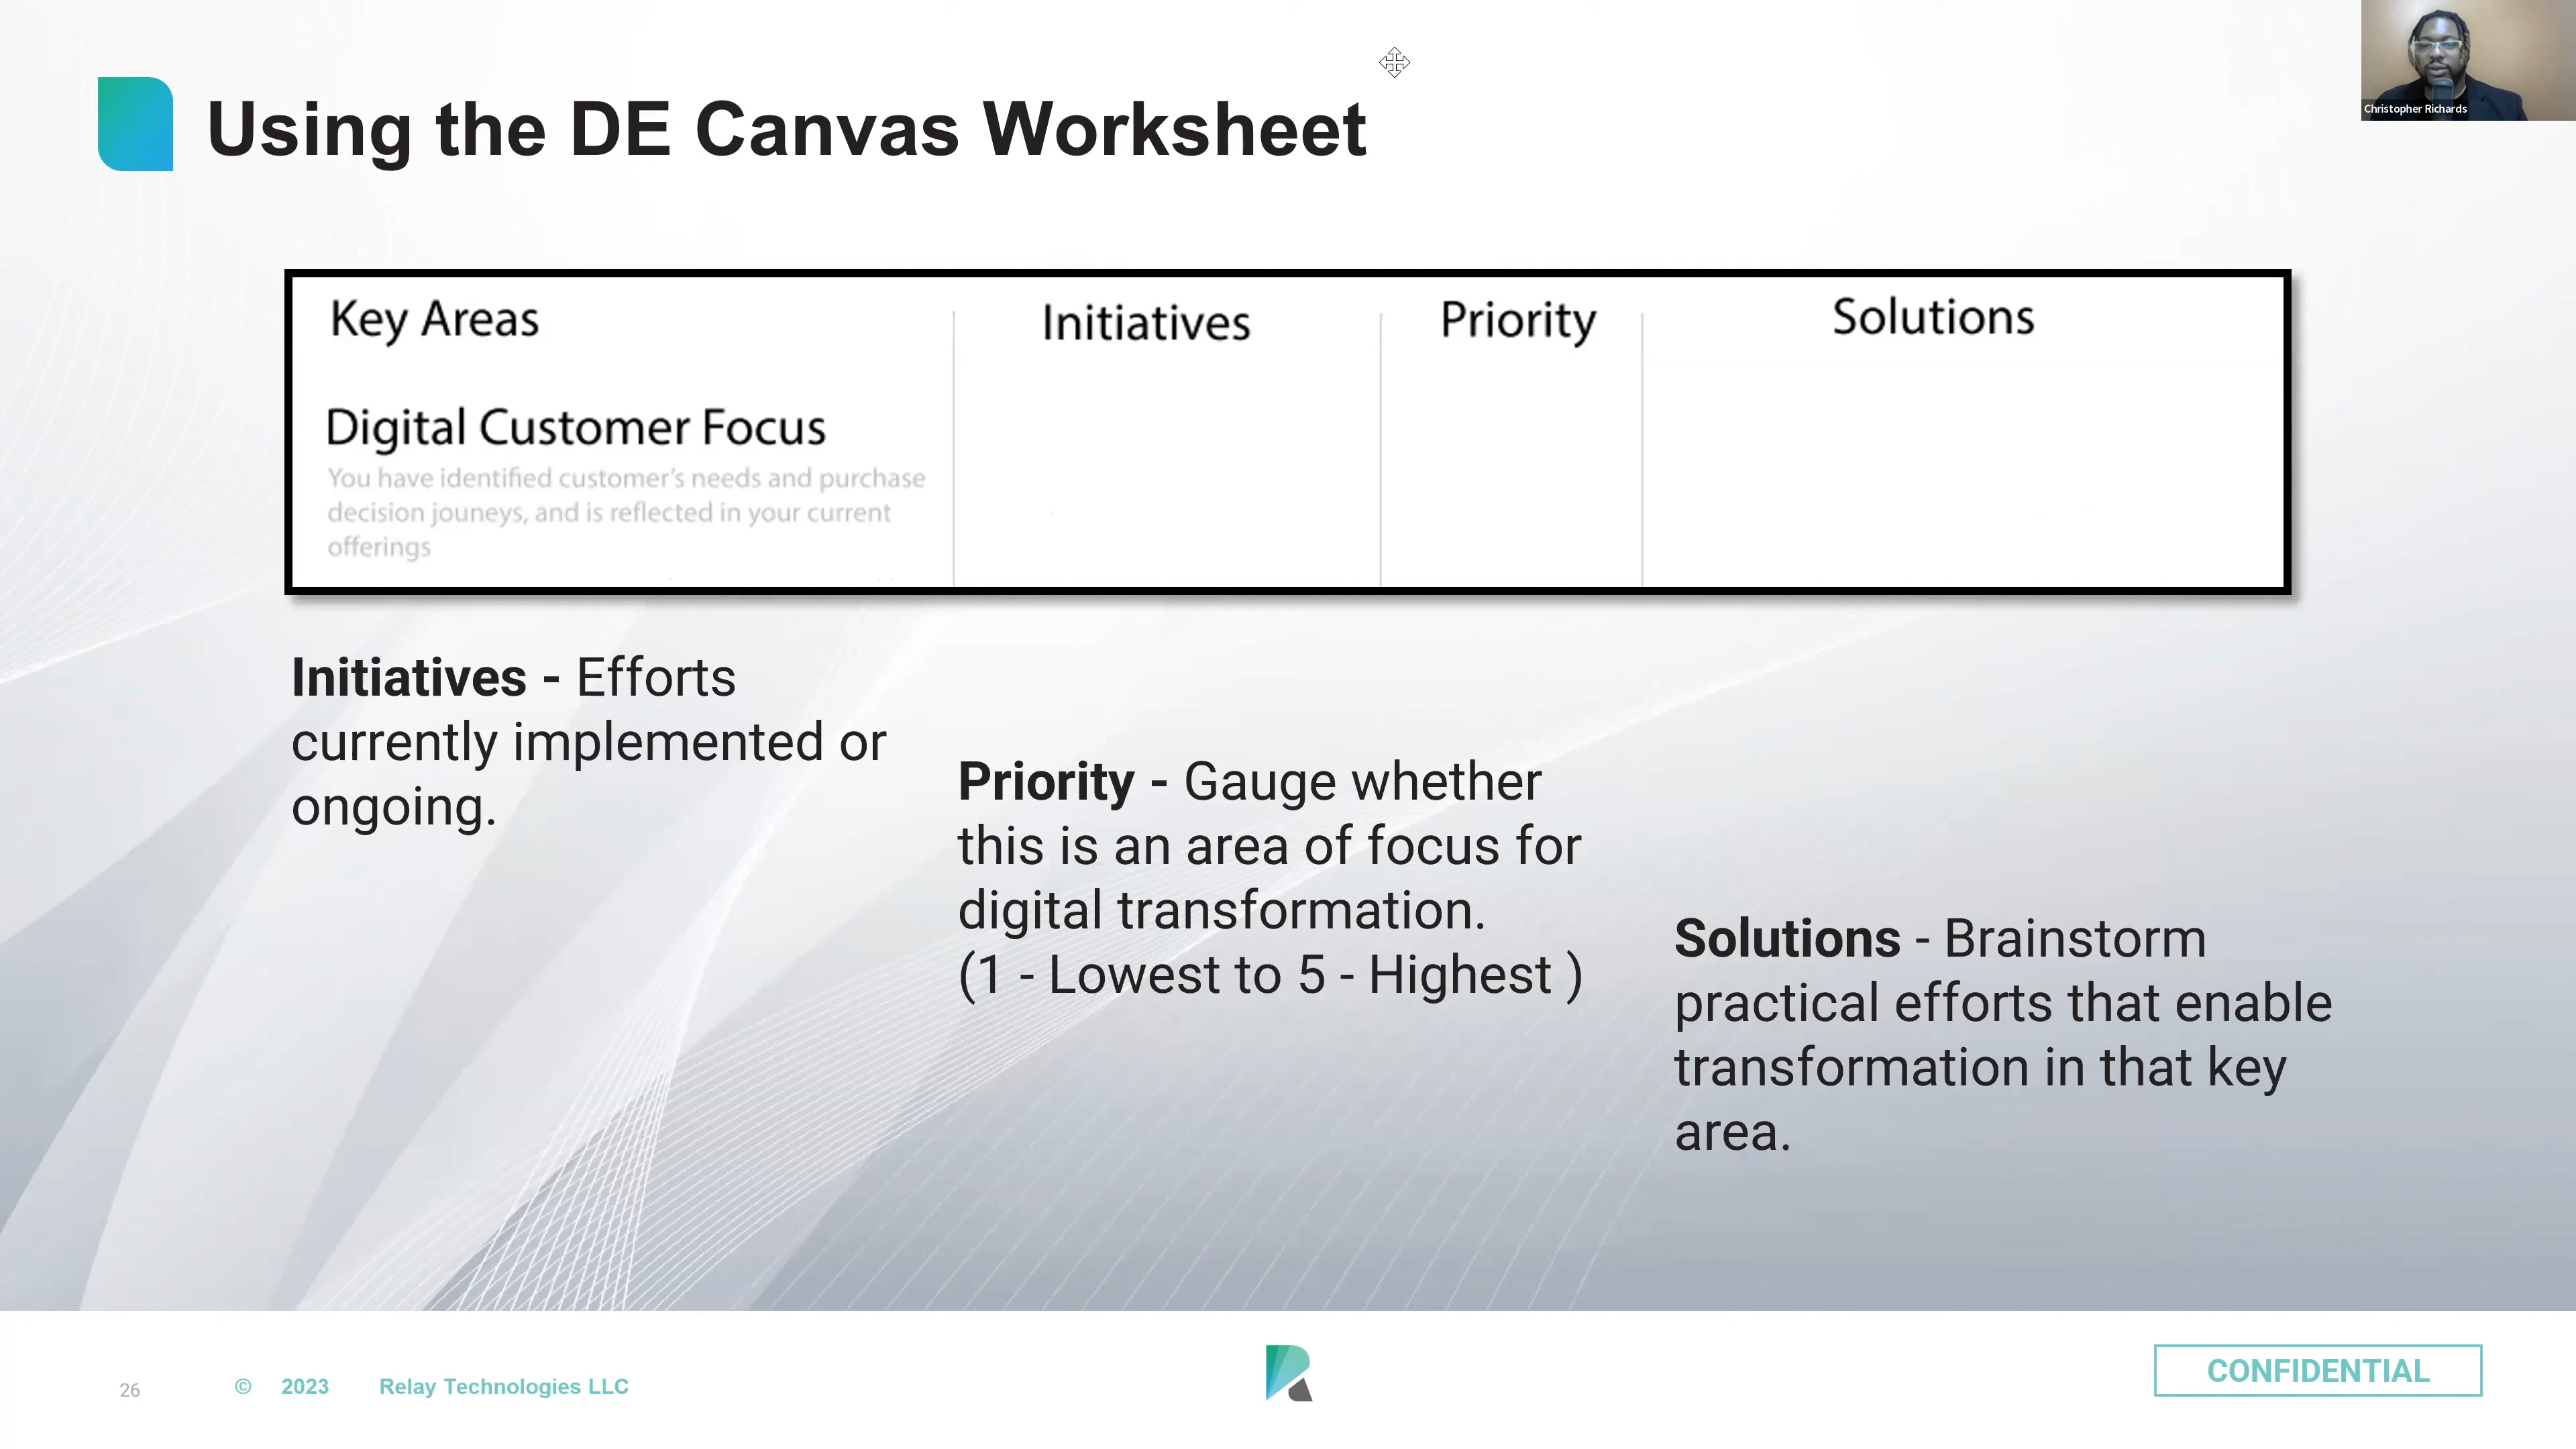 Using the DE Canvas Worksheet
Christopher Richards
Key Areas
Initiatives
Priority
Solutions
Digital Customer Focus
You have identified customer's needs and purchase
decision jouneys, and is reflected in your current
offerings
Initiatives - Efforts
currently implemented or
ongoing.
Priority - Gauge whether
this is an area of focus for
digital transformation.
(1 - Lowest to 5 - Highest )
Solutions - Brainstorm
practical efforts that enable
transformation in that key
area.
26
© 2023 Relay Technologies LLC
CONFIDENTIAL